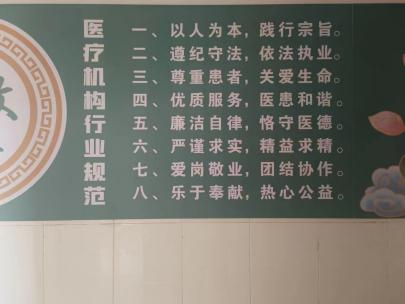 医疗机构行业规范
一、以人为本，践行宗旨。
二、遵纪守法，依法执业。
三、尊重患者，关爱生命。
四、优质服务，医患和谐。
五、廉洁自律，恪守医德。
六、严谨求实，精益求精。
七、爱岗敬业，团结协作。
八、乐于奉献，热心公益。